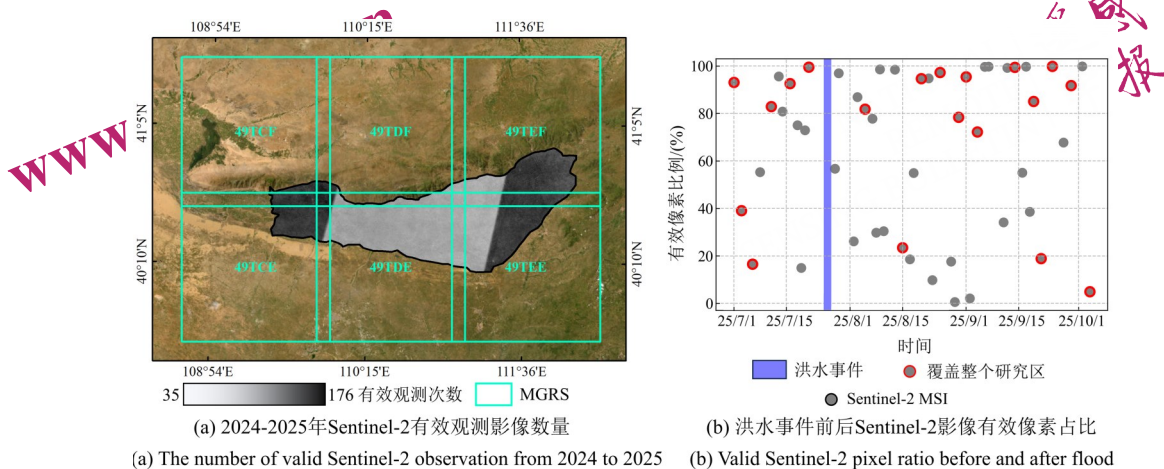 www
报
108°54'E 110°15'E 111°36'E
41°5'N 41°5'N
49TCF 49TDF 49TEF
40°10'N 40°10'N
49TCE 49TDE 49TEE
108°54'E 110°15'E 111°36'E
35 176 有效观测次数 MGRS
(a) 2024-2025年Sentinel-2有效观测影像数量
(a) The number of valid Sentinel-2 observation from 2024 to 2025
有效像素比例/(%)
100
80
60
40
20
0
25/7/1 25/7/15 25/8/1 25/8/15 25/9/1 25/9/15 25/10/1
时间
洪水事件 覆盖整个研究区
Sentinel-2 MSI
(b) 洪水事件前后Sentinel-2影像有效像素占比
(b) Valid Sentinel-2 pixel ratio before and after flood